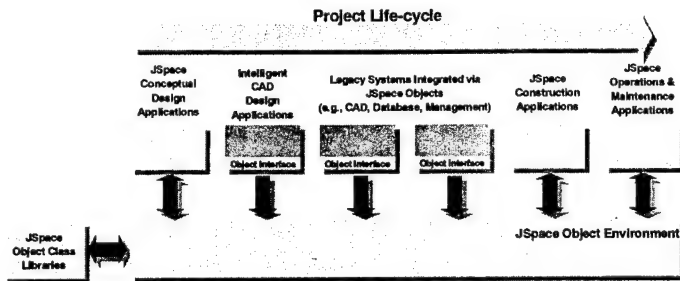 Project Life-cycle
JSpace
Conceptual
Design
Applications
Intelligent
CAD
Design
Applications
Legacy Systems Integrated via
JSpace Objects
(e.g., CAD, Database, Management)
JSpace
Construction
Applications
JSpace
Operations &
Maintenance
Applications
Object Interface
Object Interface
Object Interface
JSpace Object Environment
JSpace
Object Class
Libraries